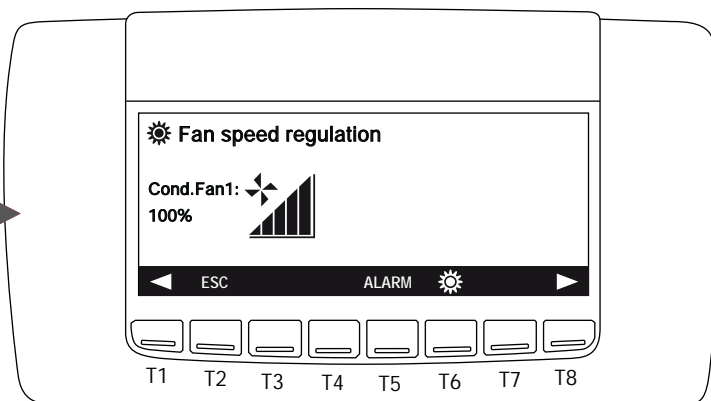 Fan speed regulation
Cond.Fan1:
100%
ESC ALARM
T1 T2 T3 T4 T5 T6 T7 T8